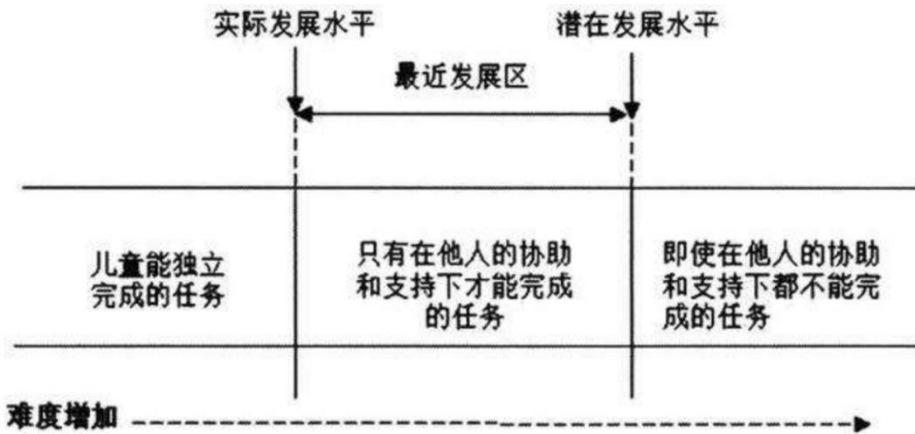 实际发展水平
潜在发展水平
最近发展区
儿童能独立
完成的任务
只有在他人的协助
和支持下才能完成
的任务
即使在他人的协助
和支持下都不能完
成的任务
难度增加